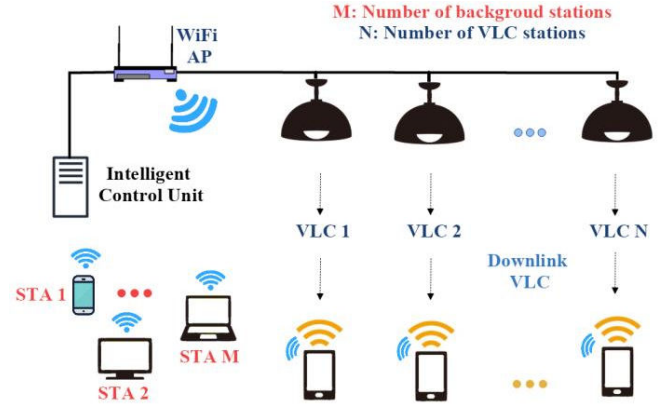 M: Number of backgroud stations
N: Number of VLC stations
WiFi
AP
Intelligent
Control Unit
VLC 1
VLC 2
VLC N
Downlink
VLC
STA 1
STA M
STA 2